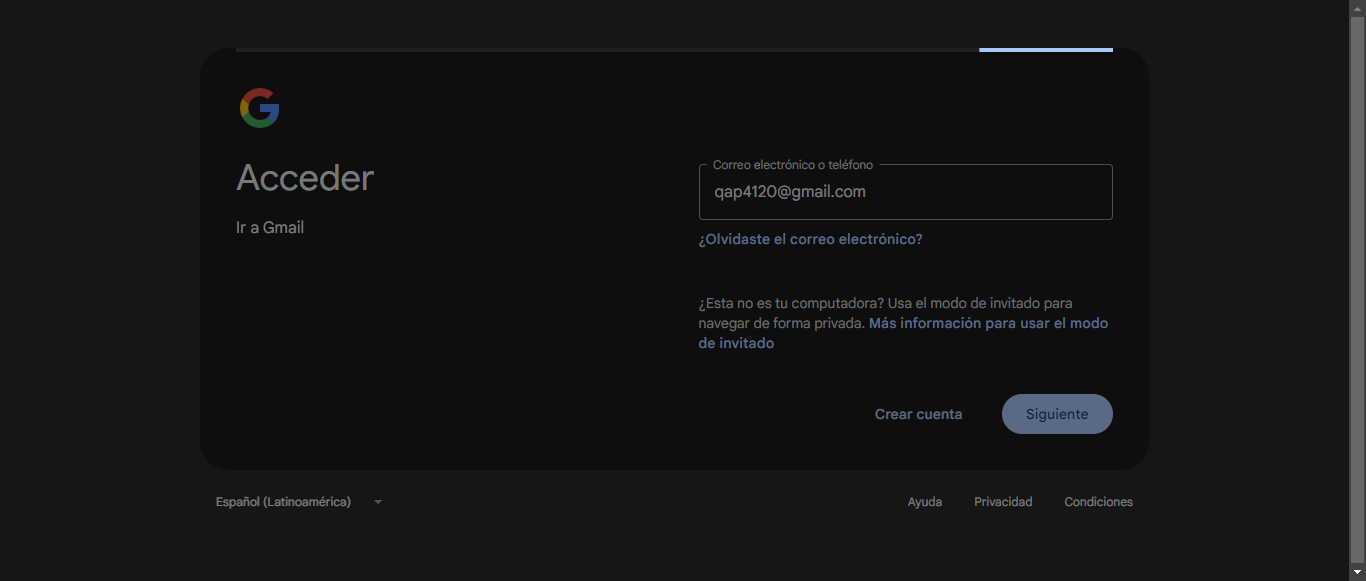 Acceder
Ir a Gmail
Correo electrónico o teléfono
qap4120@gmail.com
¿Olvidaste el correo electrónico?
¿Esta no es tu computadora? Usa el modo de invitado para
navegar de forma privada. Más información para usar el modo
de invitado
Crear cuenta
Siguiente
Español (Latinoamérica)
Ayuda
Privacidad
Condiciones